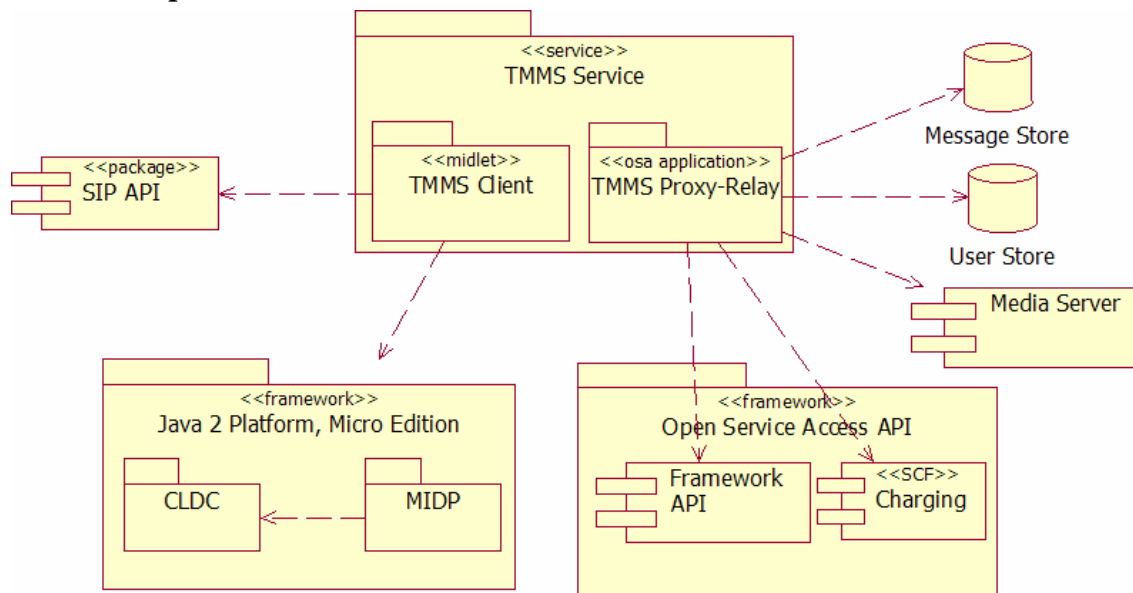 <<service>>
TMMS Service
Message Store
<<package>>
SIP API
<<midlet>>
TMMS Client
<<osa application>>
TMMS Proxy-Relay
User Store
Media Server
<<framework>>
Java 2 Platform, Micro Edition
CLDC
MIDP
<<framework>>
Open Service Access API
Framework
API
<<SCF>>
Charging